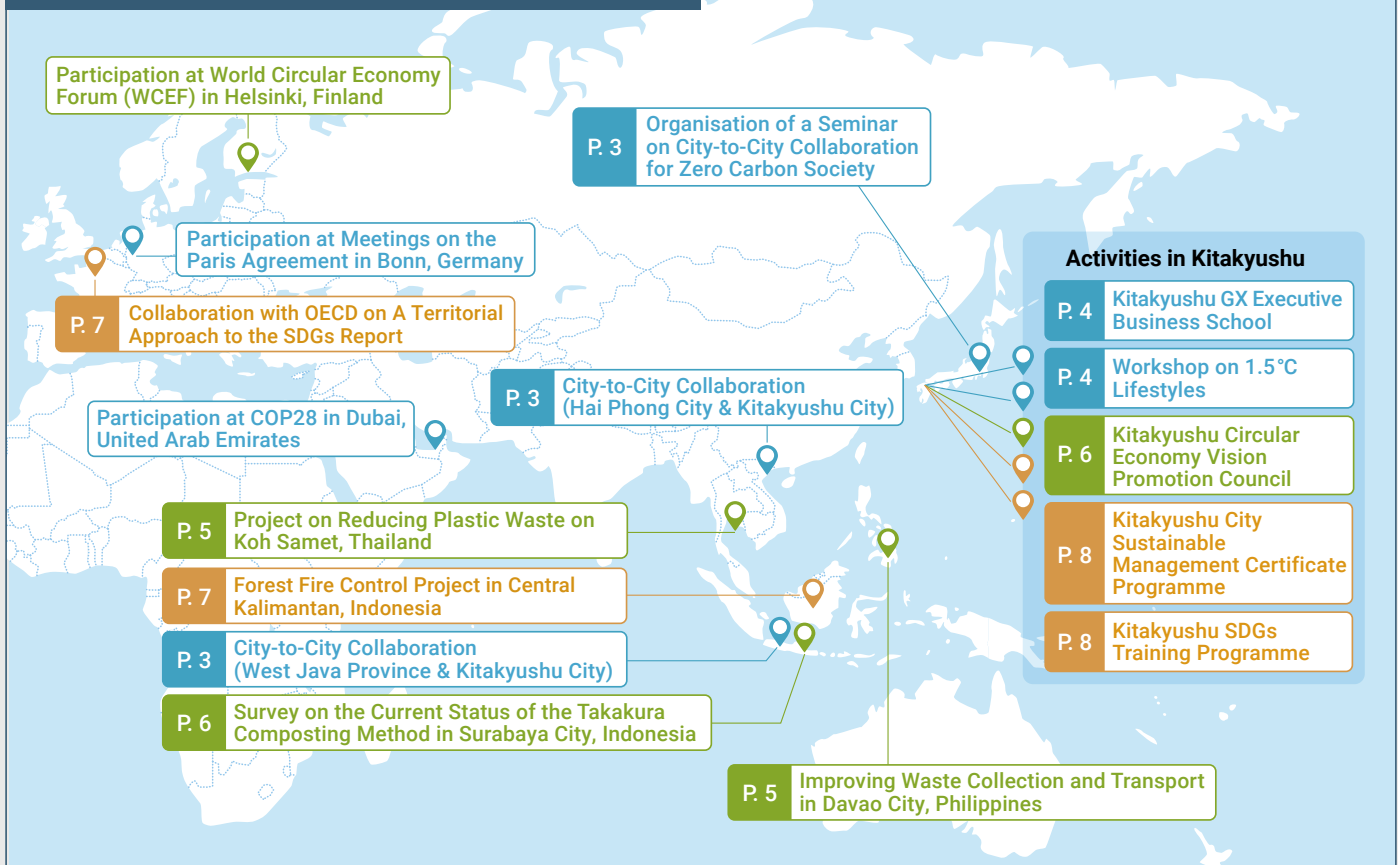 Participation at World Circular Economy
Forum (WCEF) in Helsinki, Finland
P. 3
Organisation of a Seminar
on City-to-City Collaboration
for Zero Carbon Society
Participation at Meetings on the
Paris Agreement in Bonn, Germany
P. 7
Collaboration with OECD on A Territorial
Approach to the SDGs Report
P. 3
City-to-City Collaboration
(Hai Phong City & Kitakyushu City)
Participation at COP28 in Dubai,
United Arab Emirates
P. 5
Project on Reducing Plastic Waste on
Koh Samet, Thailand
P. 7
Forest Fire Control Project in Central
Kalimantan, Indonesia
P. 3
City-to-City Collaboration
(West Java Province & Kitakyushu City)
P. 6
Survey on the Current Status of the Takakura
Composting Method in Surabaya City, Indonesia
P. 5
Improving Waste Collection and Transport
in Davao City, Philippines
Activities in Kitakyushu
P. 4
Kitakyushu GX Executive
Business School
P. 4
Workshop on 1.5°C
Lifestyles
P. 6
Kitakyushu Circular
Economy Vision
Promotion Council
P. 8
Kitakyushu City
Sustainable
Management Certificate
Programme
P. 8
Kitakyushu SDGs
Training Programme